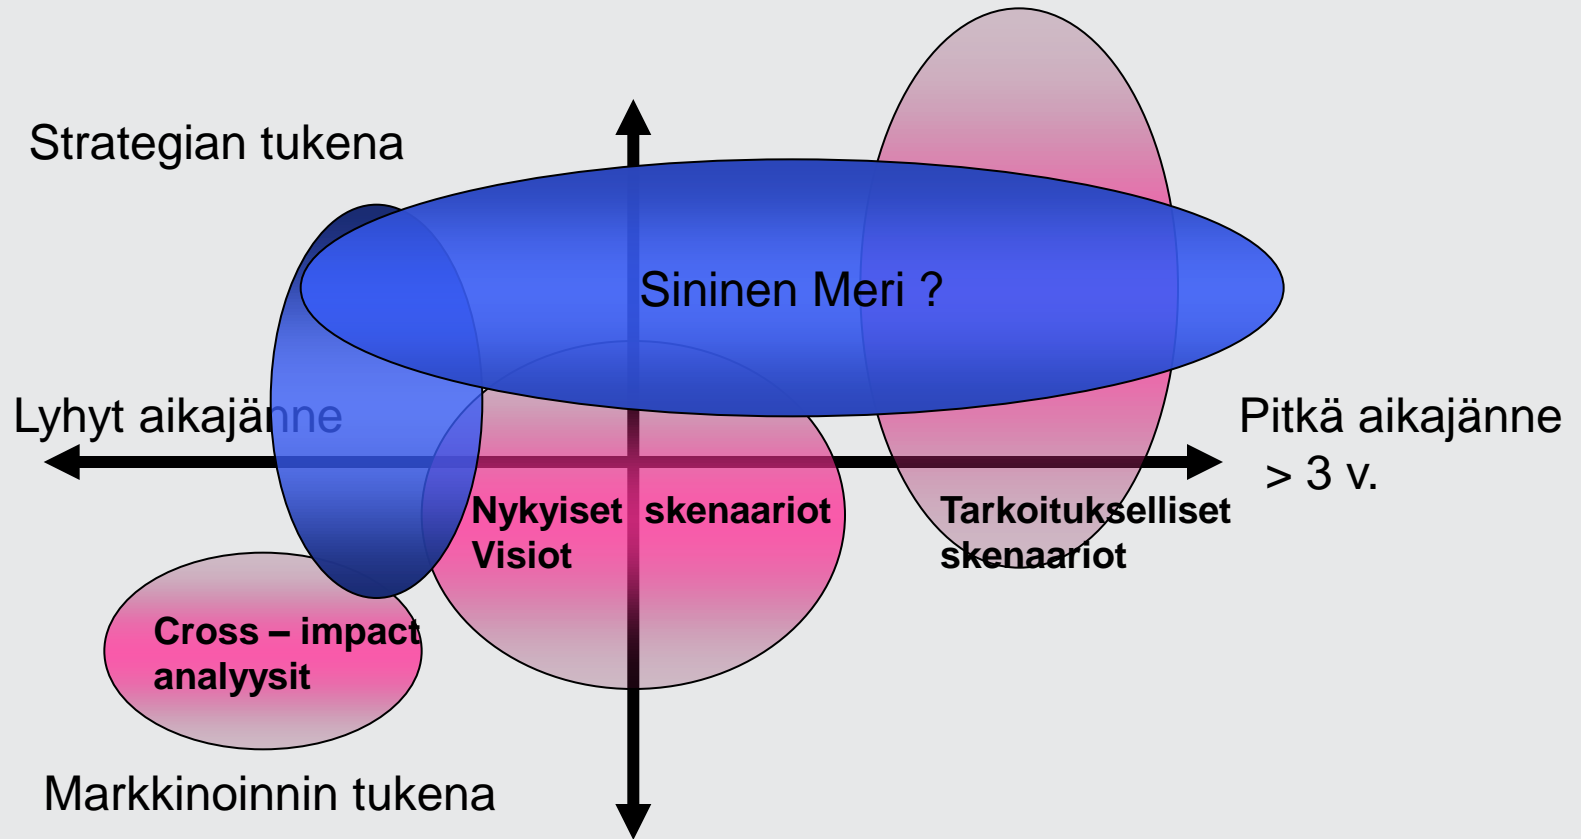 Strategian tukena
Sininen Meri ?
Lyhyt aikajänne
Pitkä aikajänne
> 3 v.
Nykyiset skenaariot
Visiot
Tarkoitukselliset
skenaariot
Cross – impact
analyysit
Markkinoinnin tukena